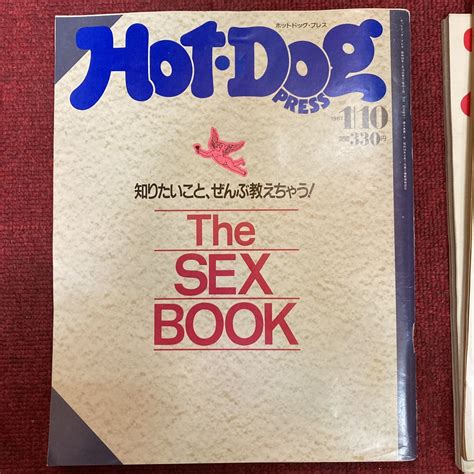 ホットドッグ・プレス
Hot-Dog
PRESS
1987 1/10
330円
知りたいこと、ぜんぶ教えちゃう!
The
SEX
BOOK